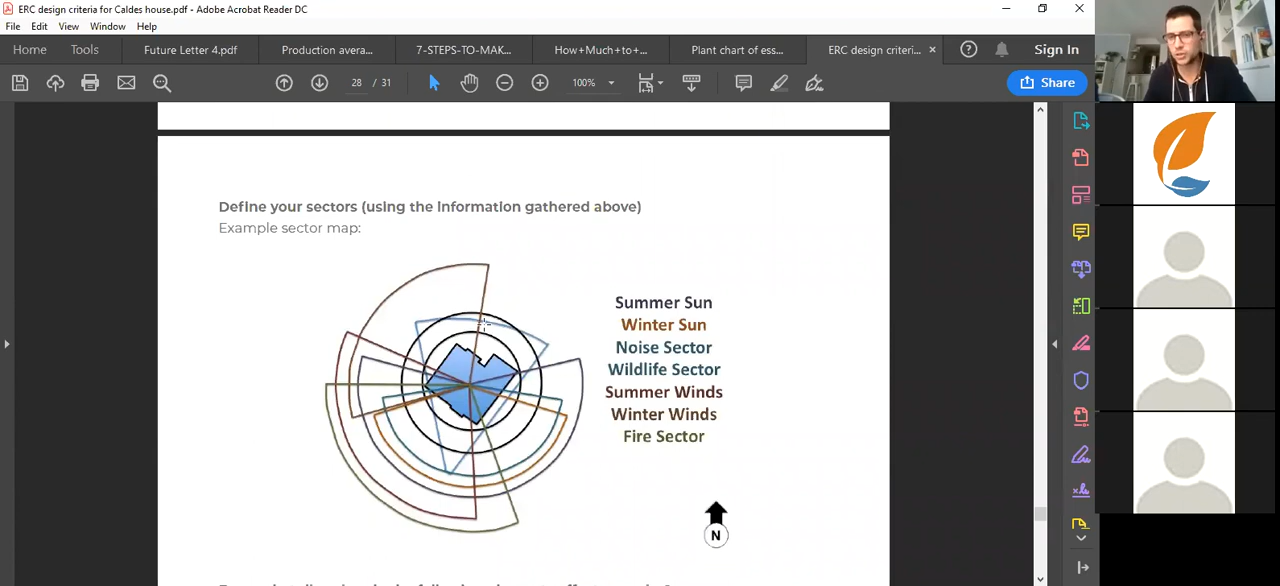 ERC design criteria for Caldes house.pdf - Adobe Acrobat Reader DC
File Edit View Window Help
Home Tools Future Letter 4.pdf Production avera... 7-STEPS-TO-MAK... How+Much+to+... Plant chart of ess... ERC design criteri... × ? Sign In
28 / 31 100% Share
Define your sectors (using the information gathered above)
Example sector map:
Summer Sun
Winter Sun
Noise Sector
Wildlife Sector
Summer Winds
Winter Winds
Fire Sector
N